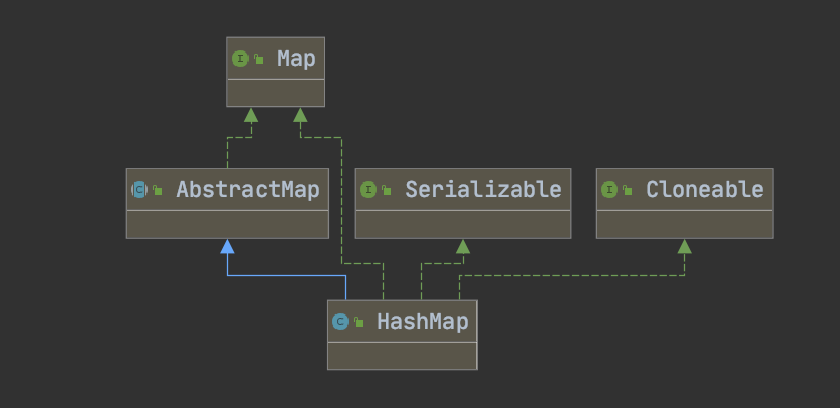 I Map
C AbstractMap
I Serializable
I Cloneable
C HashMap